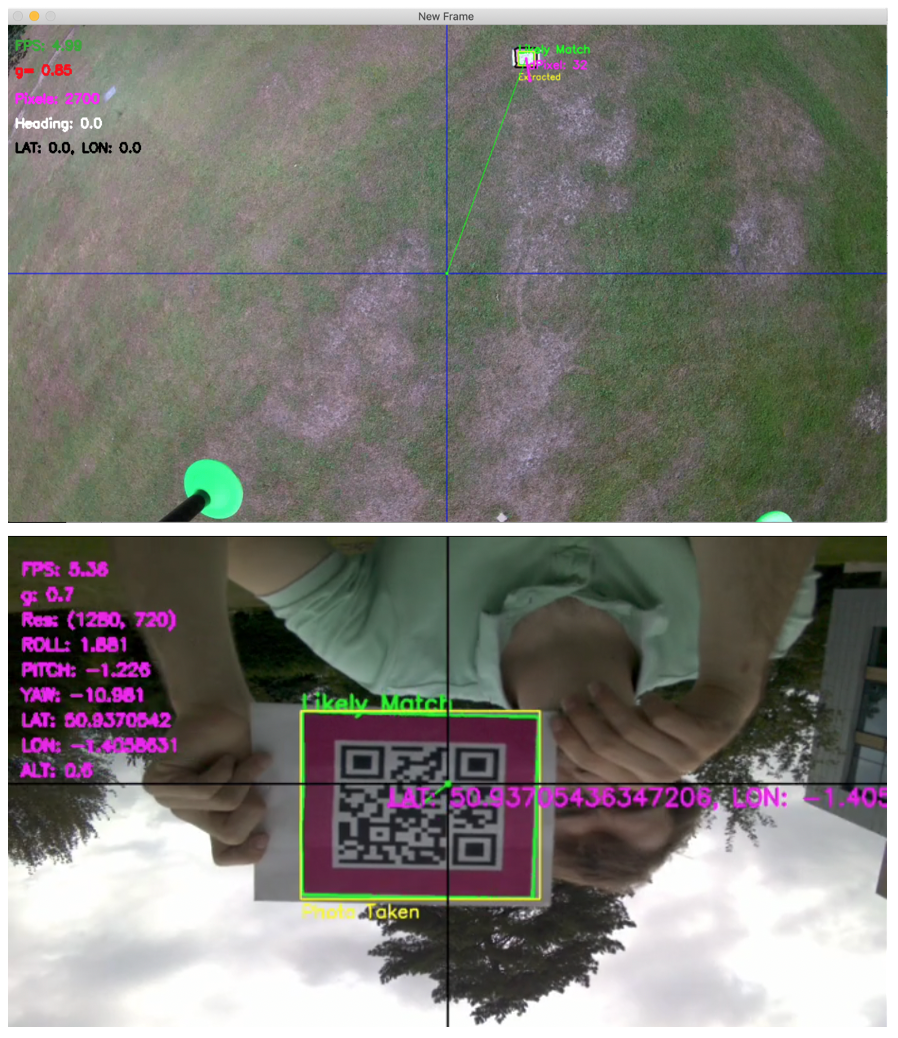 New Frame
FPS: 4.99
g= 0.85
Pixels: 2700
Heading: 0.0
LAT: 0.0, LON: 0.0
Likely Match
Pixel: 32
Extracted
FPS: 5.36
g: 0.7
Res: (1280, 720)
ROLL: 1.881
PITCH: -1.226
YAW: -10.981
LAT: 50.9370542
LON: -1.4058631
ALT: 0.6
Likely Match
LAT: 50.93705436347206, LON: -1.405
Photo Taken